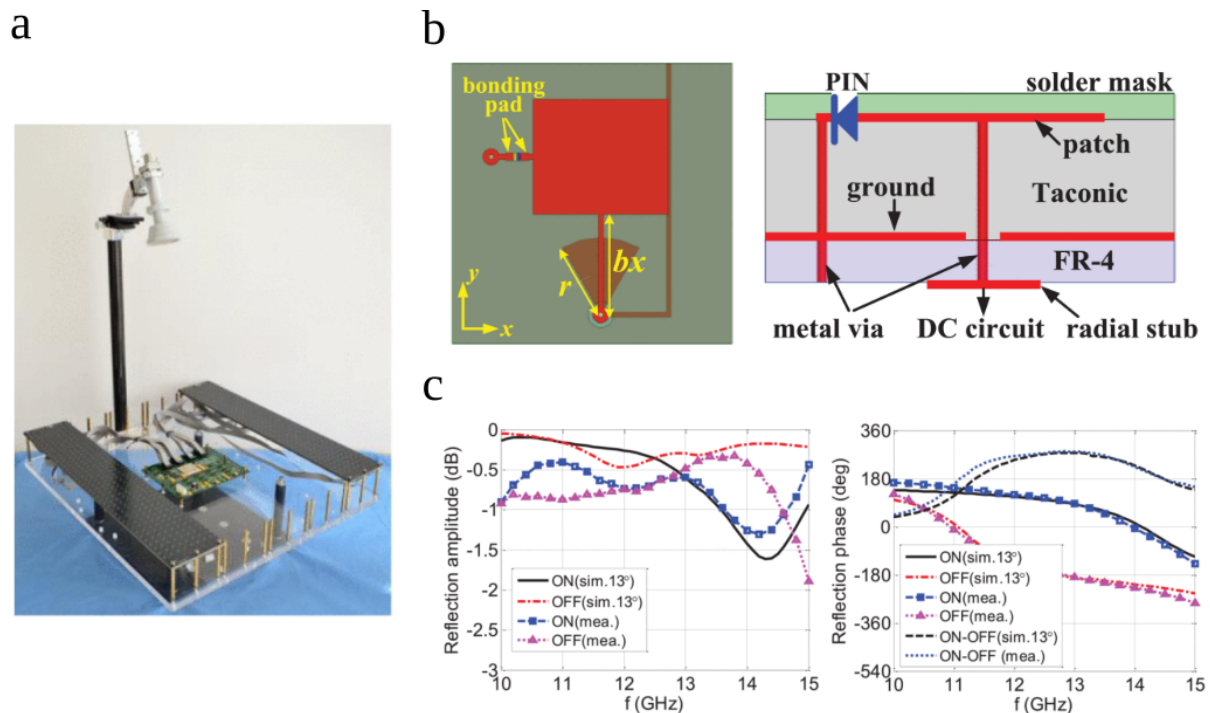 a
b
bonding
pad
r
bx
y
x
PIN
solder mask
patch
ground
Taconic
FR-4
metal via
DC circuit
radial stub
c
Reflection amplitude (dB)
0
-0.5
-1
-1.5
-2
-2.5
-3
ON(sim.13°)
OFF(sim.13°)
ON(mea.)
OFF(mea.)
10 11 12 13 14 15
f (GHz)
Reflection phase (deg)
360
180
0
-180
-360
-540
ON(sim.13°)
OFF(sim.13°)
ON(mea.)
OFF(mea.)
ON-OFF(sim.13°)
ON-OFF (mea.)
10 11 12 13 14 15
f (GHz)